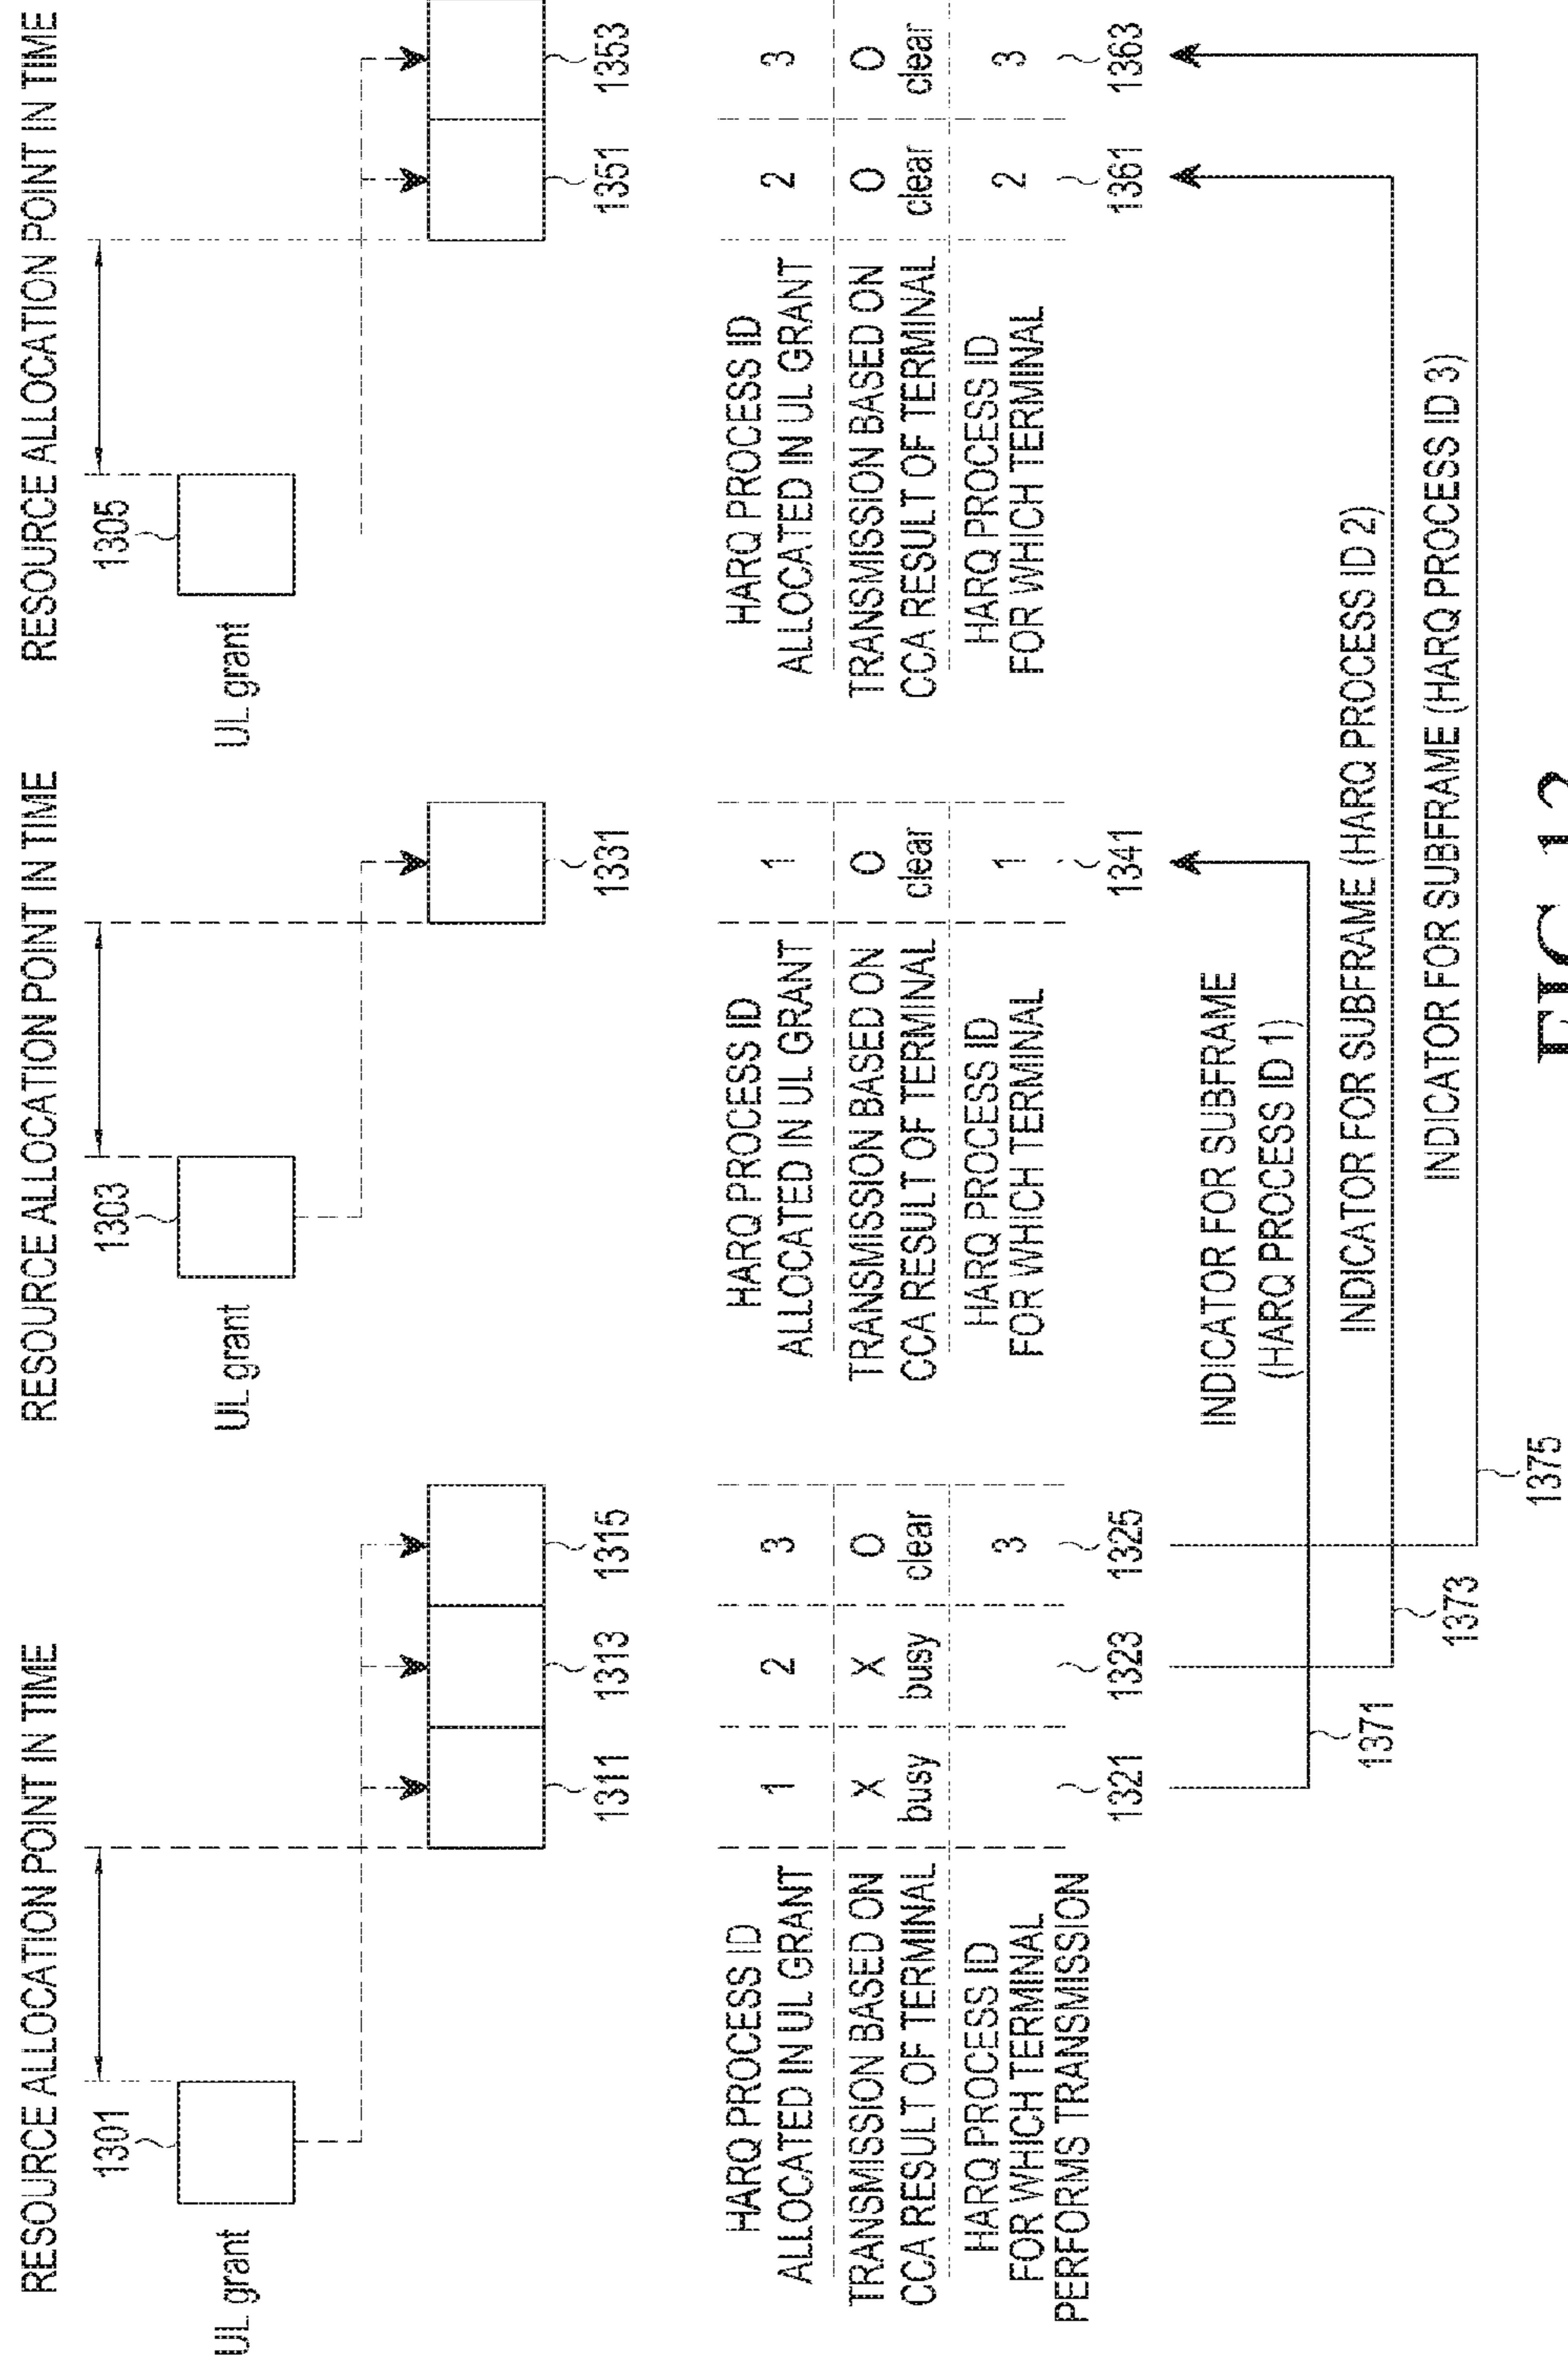 RESOURCE ALLOCATION POINT IN TIME
1301
UL grant
1311
1313
1315
HARQ PROCESS ID
ALLOCATED IN UL GRANT
1
2
3
TRANSMISSION BASED ON
CCA RESULT OF TERMINAL
X
busy
X
busy
O
clear
HARQ PROCESS ID
FOR WHICH TERMINAL
PERFORMS TRANSMISSION
3
1321
1323
1325
RESOURCE ALLOCATION POINT IN TIME
1303
UL grant
1331
HARQ PROCESS ID
ALLOCATED IN UL GRANT
1
TRANSMISSION BASED ON
CCA RESULT OF TERMINAL
O
clear
HARQ PROCESS ID
FOR WHICH TERMINAL
1
1341
RESOURCE ALLOCATION POINT IN TIME
1305
UL grant
1351
1353
HARQ PROCESS ID
ALLOCATED IN UL GRANT
2
3
TRANSMISSION BASED ON
CCA RESULT OF TERMINAL
O
clear
O
clear
HARQ PROCESS ID
FOR WHICH TERMINAL
2
3
1361
1363
INDICATOR FOR SUBFRAME
(HARQ PROCESS ID 1)
1371
INDICATOR FOR SUBFRAME (HARQ PROCESS ID 2)
1373
INDICATOR FOR SUBFRAME (HARQ PROCESS ID 3)
1375